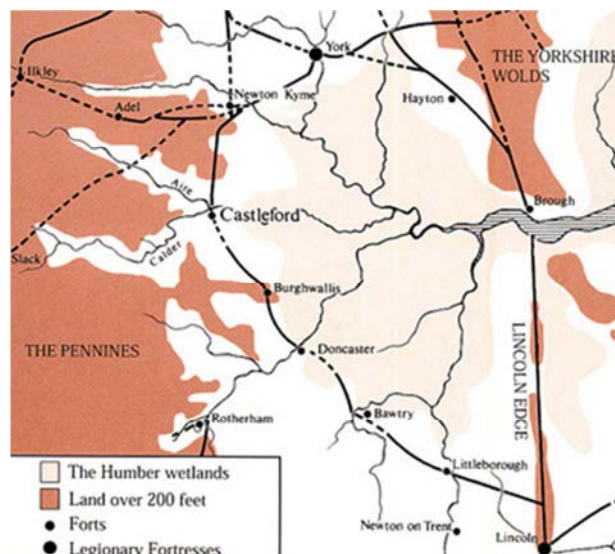 York
THE YORKSHIRE
WOLDS
Ilkley
Newton Kyme
Hayton
Adel
Aire
Brough
Castleford
Calder
Slack
Burghwallis
THE PENNINES
Doncaster
LINCOLN EDGE
Rotherham
Bawtry
Littleborough
The Humber wetlands
Land over 200 feet
Forts
Newton on Trent
Lincoln
Legionary Fortresses